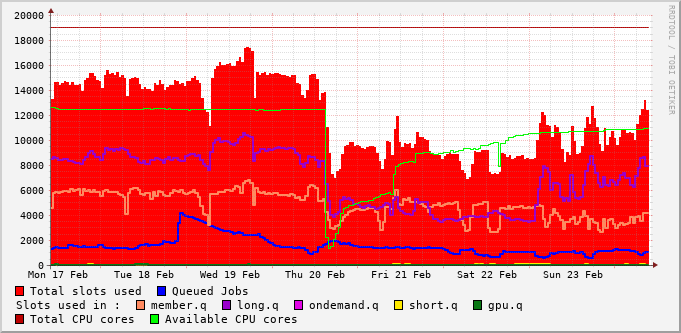 20000
18000
16000
14000
12000
10000
8000
6000
4000
2000
0
Mon 17 Feb Tue 18 Feb Wed 19 Feb Thu 20 Feb Fri 21 Feb Sat 22 Feb Sun 23 Feb
Total slots used Queued Jobs
Slots used in : member.q long.q ondemand.q short.q gpu.q
Total CPU cores Available CPU cores
RRDTOOL / TOBI OETIKER